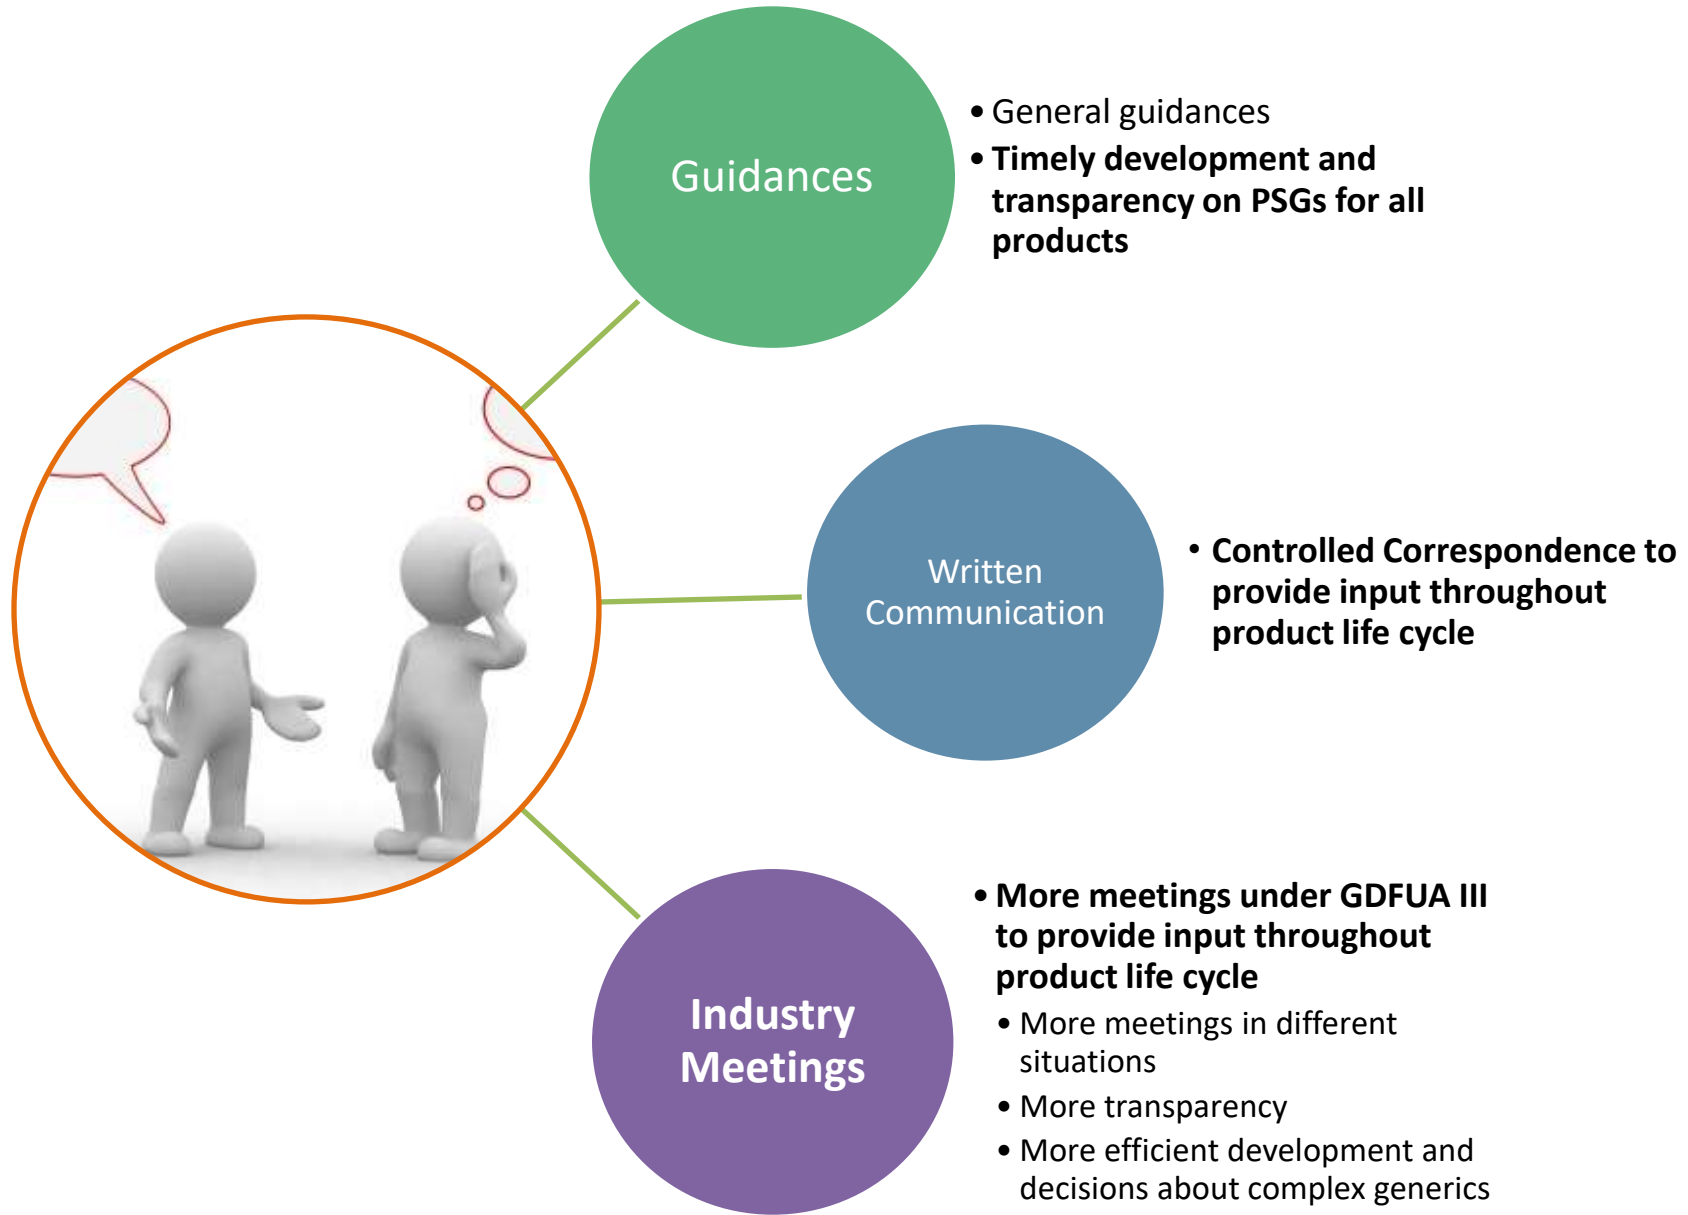 Guidances
• General guidances
• Timely development and
transparency on PSGs for all
products
Written
Communication
• Controlled Correspondence to
provide input throughout
product life cycle
Industry
Meetings
• More meetings under GDFUA III
to provide input throughout
product life cycle
• More meetings in different
situations
• More transparency
• More efficient development and
decisions about complex generics